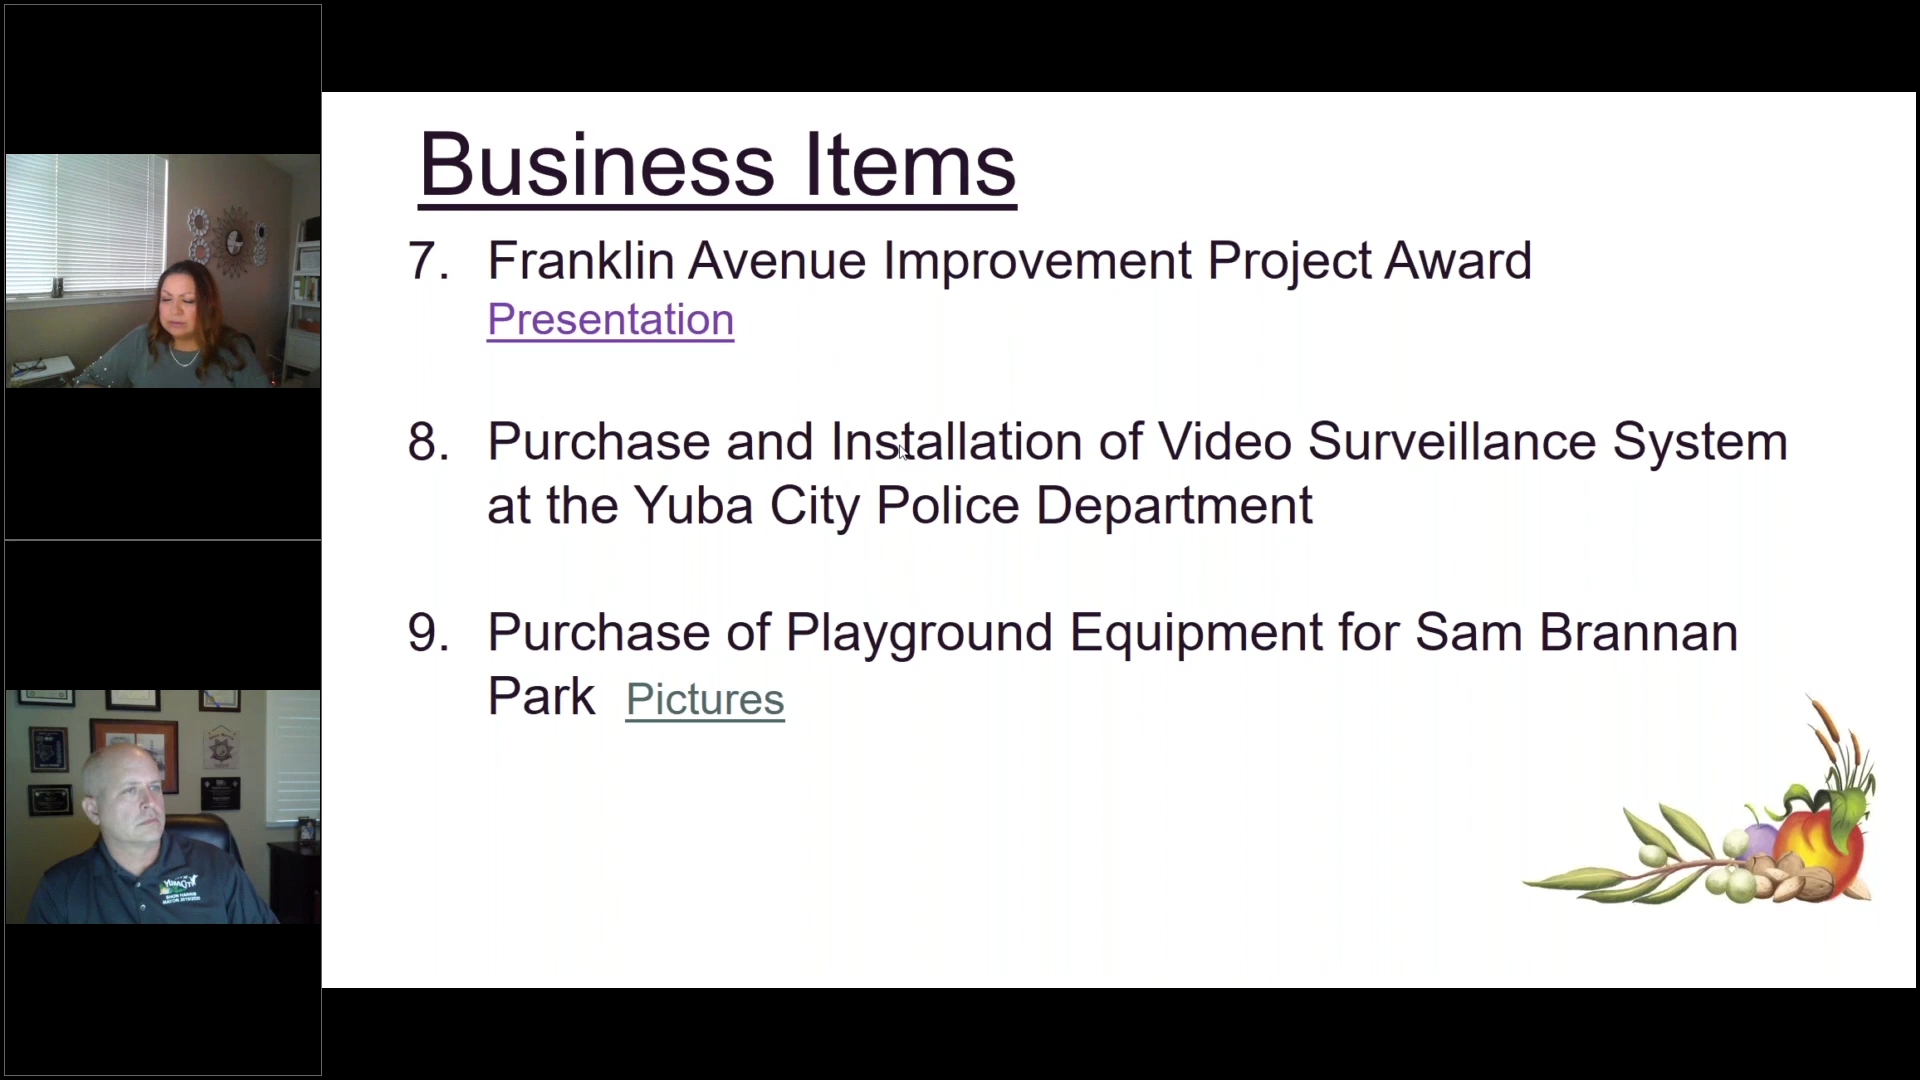 Business Items
7. Franklin Avenue Improvement Project Award
Presentation
8. Purchase and Installation of Video Surveillance System
at the Yuba City Police Department
9. Purchase of Playground Equipment for Sam Brannan
Park Pictures